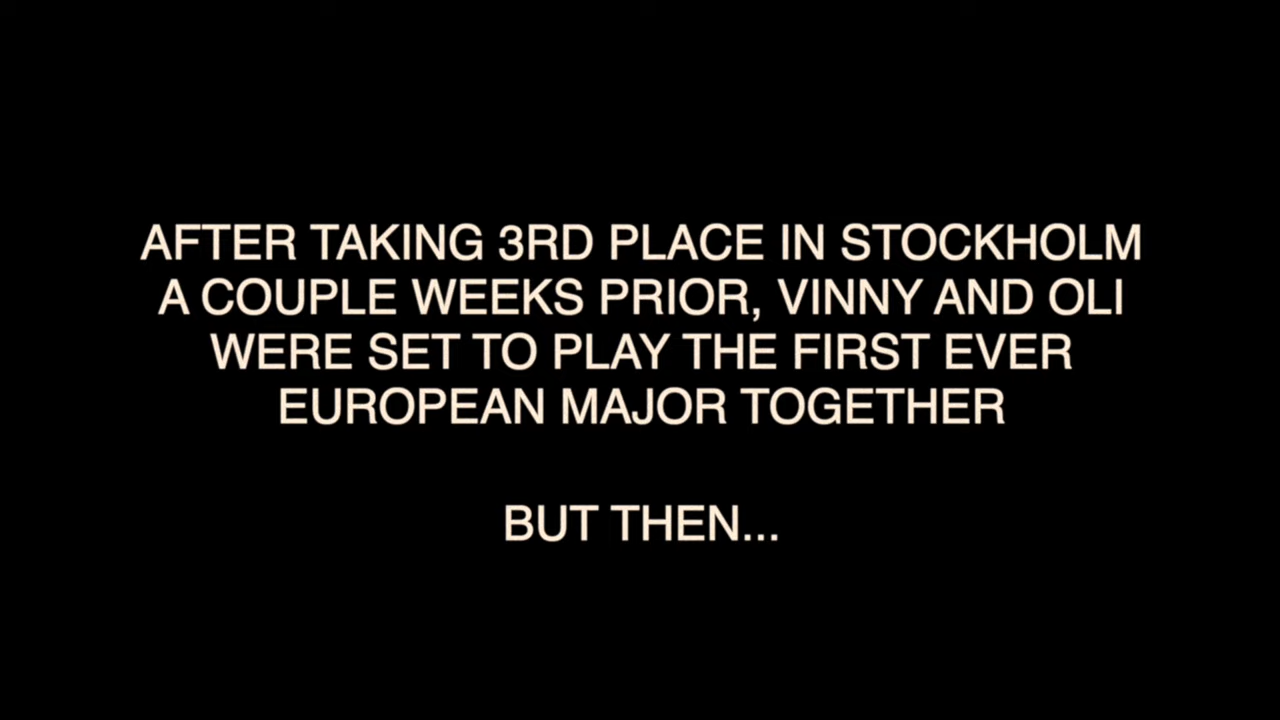 AFTER TAKING 3RD PLACE IN STOCKHOLM
A COUPLE WEEKS PRIOR, VINNY AND OLI
WERE SET TO PLAY THE FIRST EVER
EUROPEAN MAJOR TOGETHER
BUT THEN...